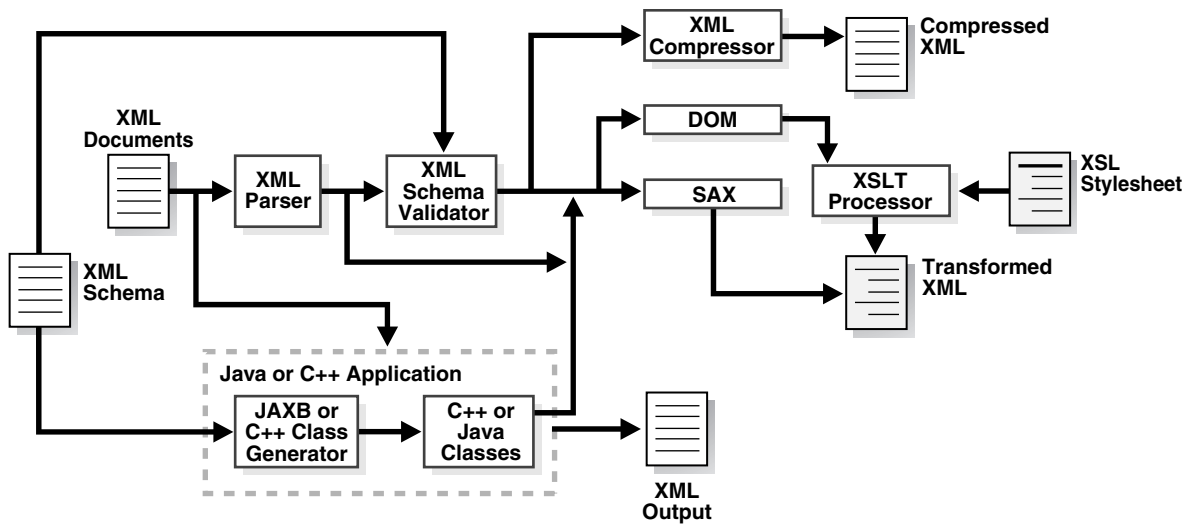 XML
Compressor
Compressed
XML
XML
Documents
DOM
XML
Parser
XML
Schema
Validator
SAX
XSLT
Processor
XSL
Stylesheet
XML
Schema
Transformed
XML
Java or C++ Application
JAXB or
C++ Class
Generator
C++ or
Java
Classes
XML
Output